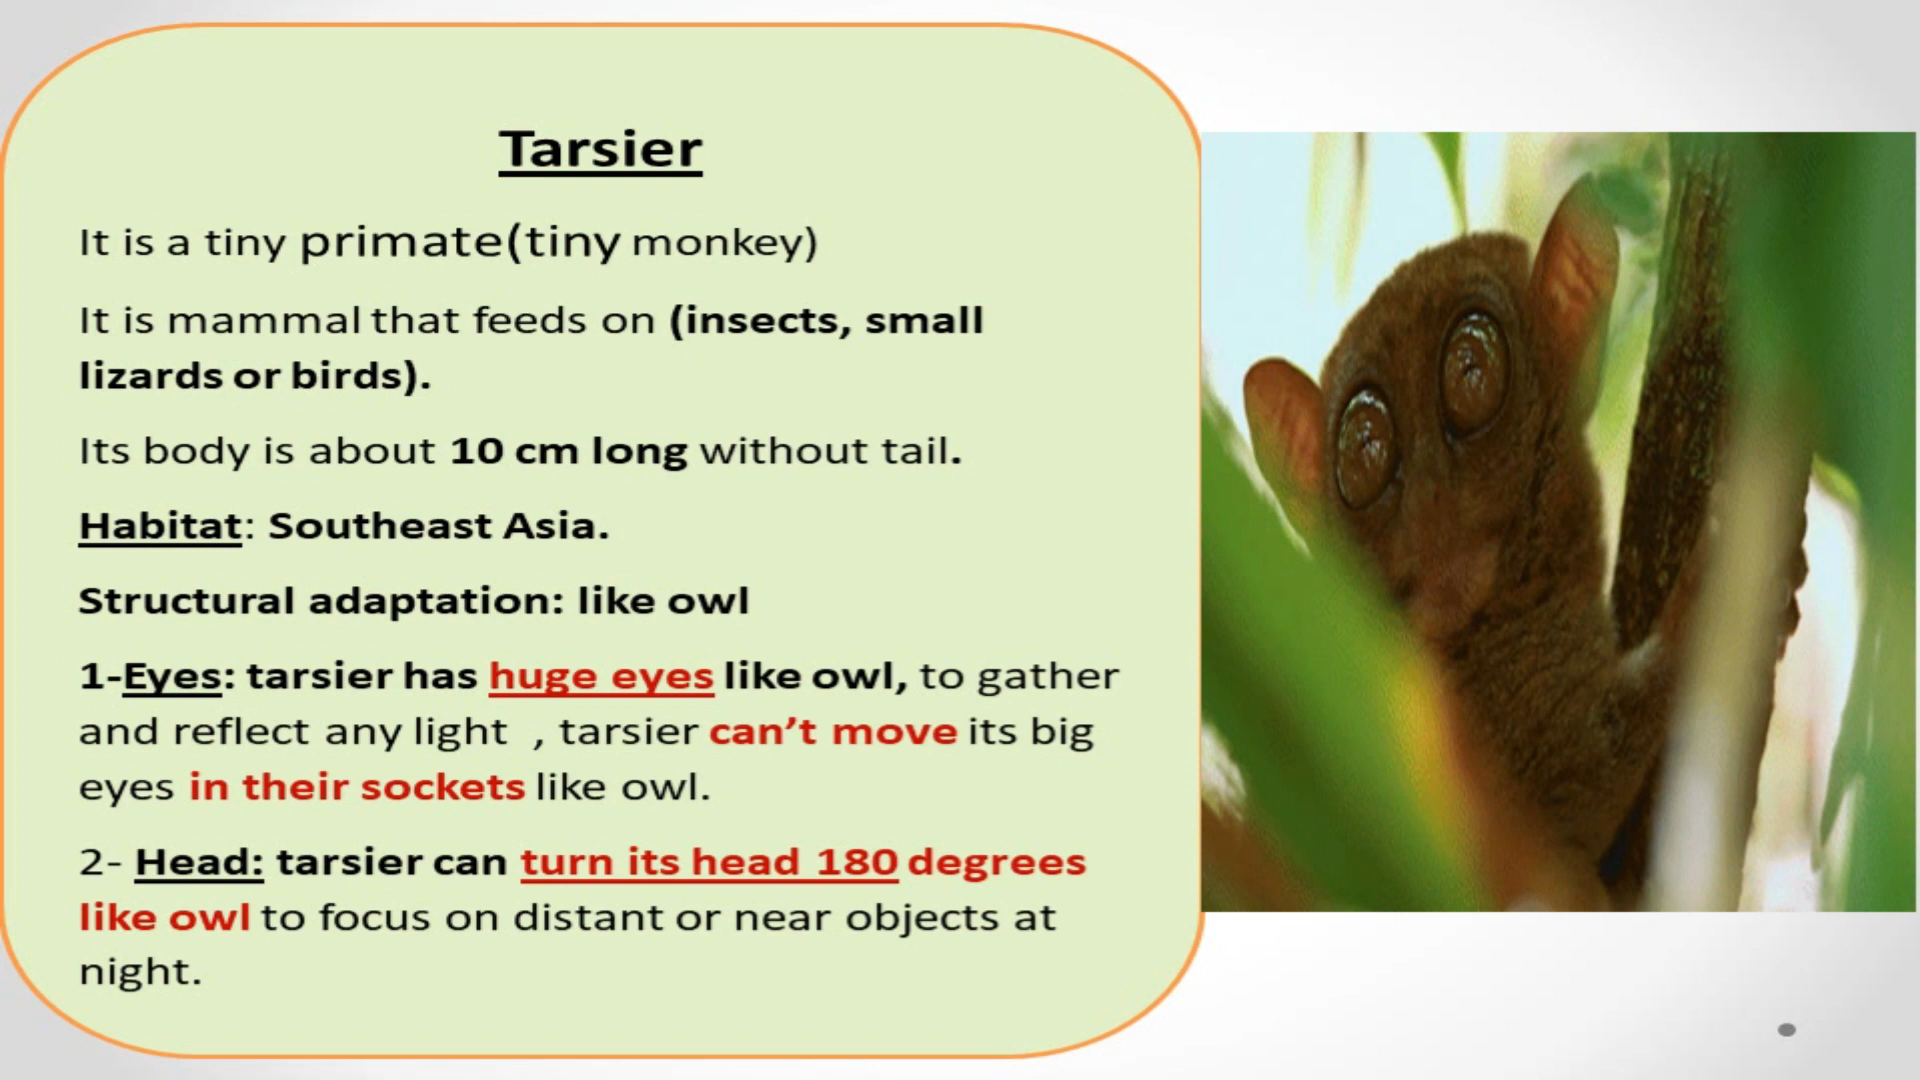 Tarsier
It is a tiny primate(tiny monkey)
It is mammal that feeds on (insects, small
lizards or birds).
Its body is about 10 cm long without tail.
Habitat: Southeast Asia.
Structural adaptation: like owl
1-Eyes: tarsier has huge eyes like owl, to gather
and reflect any light , tarsier can’t move its big
eyes in their sockets like owl.
2- Head: tarsier can turn its head 180 degrees
like owl to focus on distant or near objects at
night.